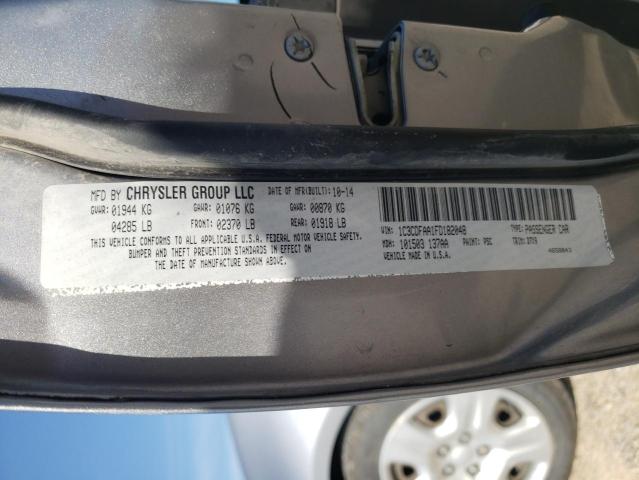 MFD BY CHRYSLER GROUP LLC DATE OF MFR(BUILT): 10-14
GVWR: 01944 KG GAWR: 01076 KG GAWR: 00870 KG
04285 LB FRONT: 02370 LB REAR: 01918 LB
THIS VEHICLE CONFORMS TO ALL APPLICABLE U.S.A. FEDERAL MOTOR VEHICLE SAFETY,
BUMPER AND THEFT PREVENTION STANDARDS IN EFFECT ON
THE DATE OF MANUFACTURE SHOWN ABOVE.
VIN: 1C3CDFAA1FD182048 TYPE: PASSENGER CAR
MDH: 101503 137AA PAINT: PSC TRIM: DTX9
VEHICLE MADE IN U.S.A.